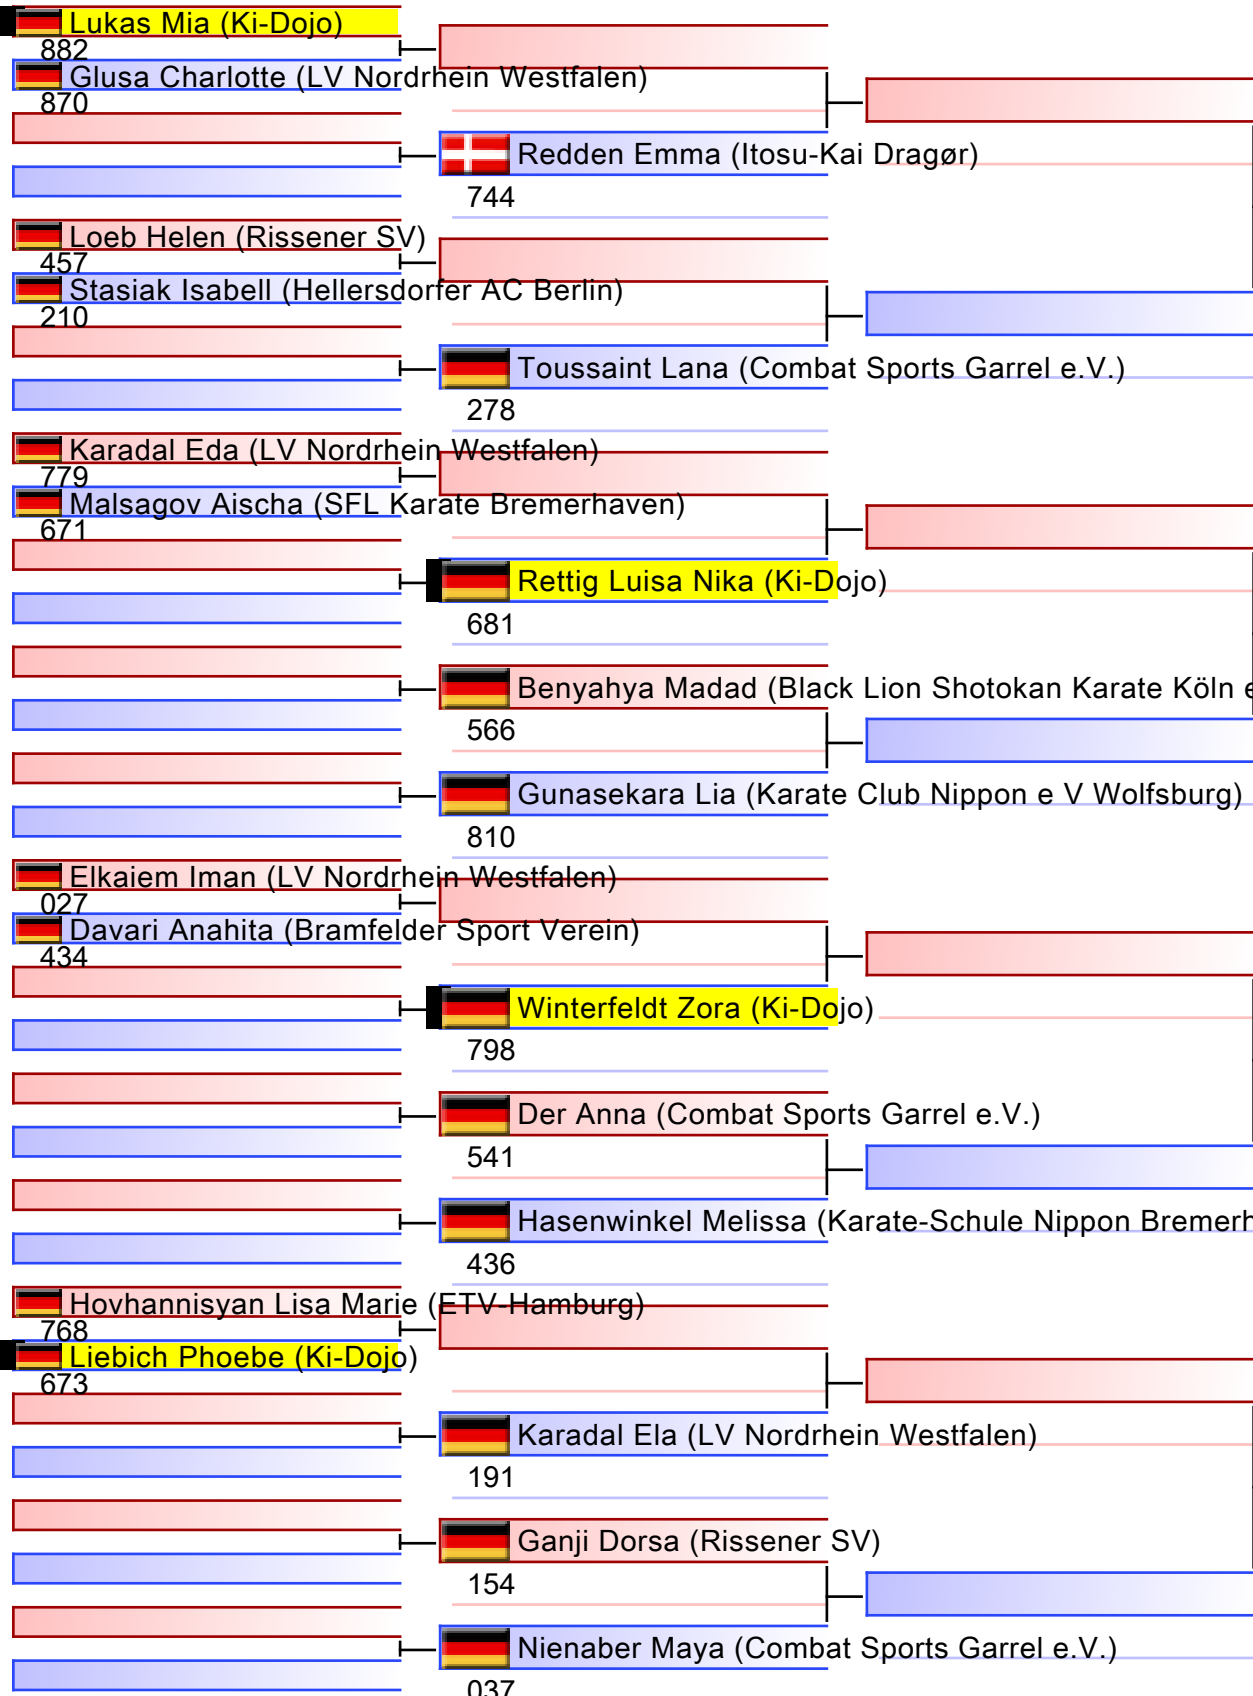 Lukas Mia (Ki-Dojo)
882
Glusa Charlotte (LV Nordrhein Westfalen)
870
Redden Emma (Itosu-Kai Dragør)
744
Loeb Helen (Rissener SV)
457
Stasiak Isabell (Hellersdorfer AC Berlin)
210
Toussaint Lana (Combat Sports Garrel e.V.)
278
Karadal Eda (LV Nordrhein Westfalen)
779
Malsagov Aischa (SFL Karate Bremerhaven)
671
Rettig Luisa Nika (Ki-Dojo)
681
Benyahya Madad (Black Lion Shotokan Karate Köln e
566
Gunasekara Lia (Karate Club Nippon e V Wolfsburg)
810
Elkaiem Iman (LV Nordrhein Westfalen)
027
Davari Anahita (Bramfelder Sport Verein)
434
Winterfeldt Zora (Ki-Dojo)
798
Der Anna (Combat Sports Garrel e.V.)
541
Hasenwinkel Melissa (Karate-Schule Nippon Bremerh
436
Hovhannisyan Lisa Marie (ETV-Hamburg)
768
Liebich Phoebe (Ki-Dojo)
673
Karadal Ela (LV Nordrhein Westfalen)
191
Ganji Dorsa (Rissener SV)
154
Nienaber Maya (Combat Sports Garrel e.V.)
037